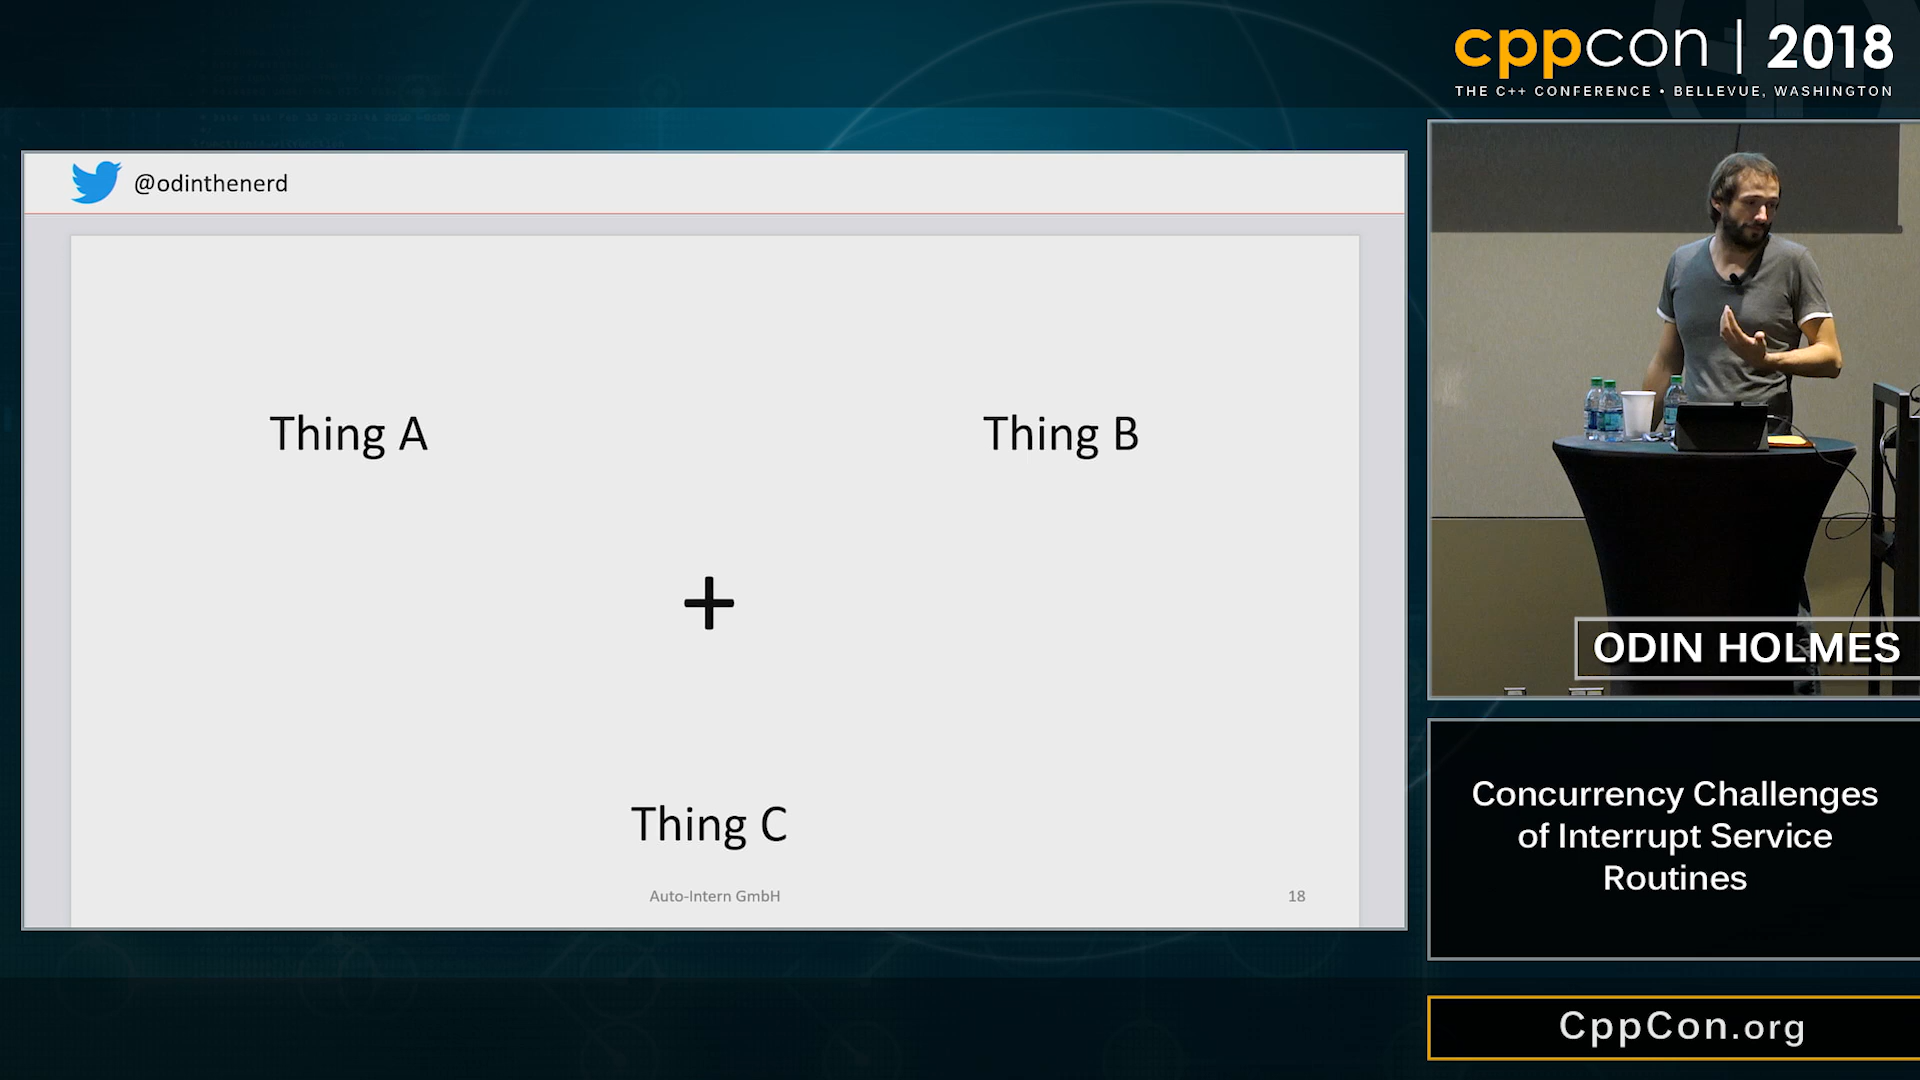 cppcon | 2018
THE C++ CONFERENCE • BELLEVUE, WASHINGTON
@odinthenerd
Thing A
Thing B
+
Thing C
Auto-Intern GmbH
18
ODIN HOLMES
Concurrency Challenges
of Interrupt Service
Routines
CppCon.org